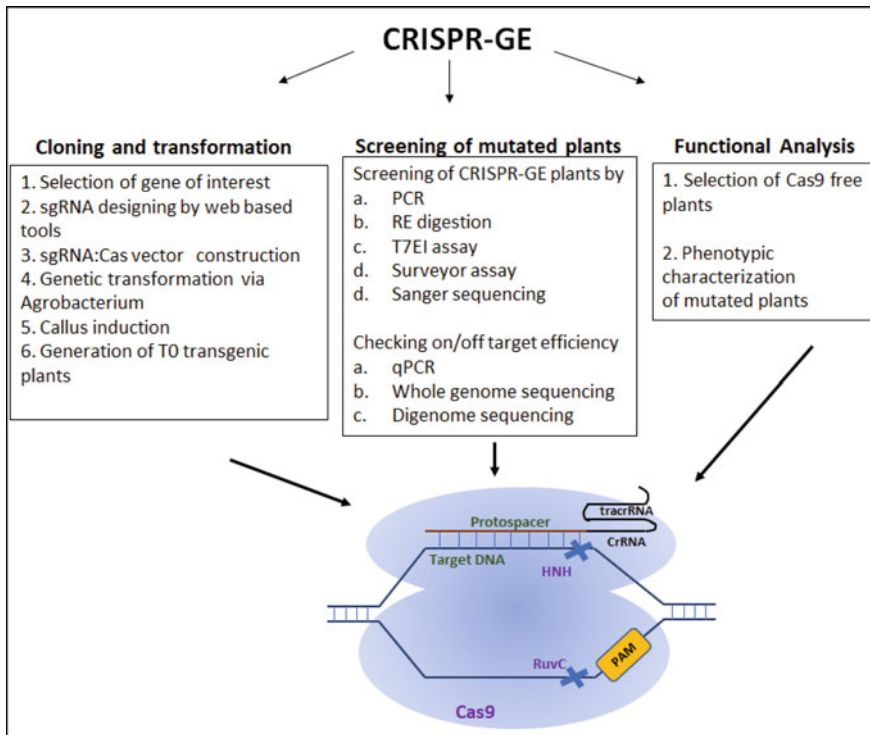 CRISPR-GE
Cloning and transformation
1. Selection of gene of interest
2. sgRNA designing by web based
tools
3. sgRNA:Cas vector construction
4. Genetic transformation via
Agrobacterium
5. Callus induction
6. Generation of T0 transgenic
plants
Screening of mutated plants
Screening of CRISPR-GE plants by
a. PCR
b. RE digestion
c. T7EI assay
d. Surveyor assay
d. Sanger sequencing
Checking on/off target efficiency
a. qPCR
b. Whole genome sequencing
c. Digenome sequencing
Functional Analysis
1. Selection of Cas9 free
plants
2. Phenotypic
characterization
of mutated plants
tracrRNA
Protospacer
CrRNA
Target DNA
HNH
RuvC
PAM
Cas9